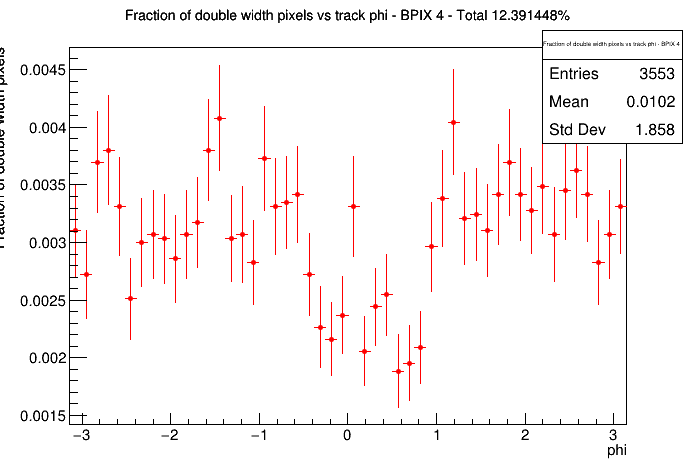 Fraction of double width pixels vs track phi - BPIX 4 - Total 12.391448%
Fraction of double width pixels vs track phi - BPIX 4
Entries 3553
Mean 0.0102
Std Dev 1.858
Fraction of double width pixels
0.0045
0.004
0.0035
0.003
0.0025
0.002
0.0015
−3 −2 −1 0 1 2 3
phi